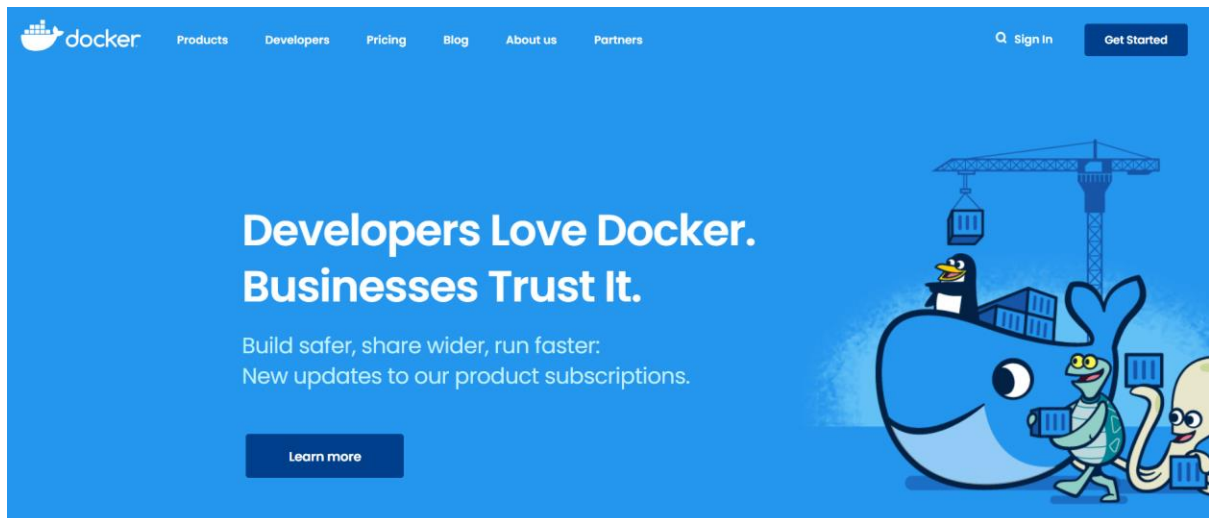 docker Products Developers Pricing Blog About us Partners Sign In Get Started
Developers Love Docker.
Businesses Trust It.
Build safer, share wider, run faster:
New updates to our product subscriptions.
Learn more